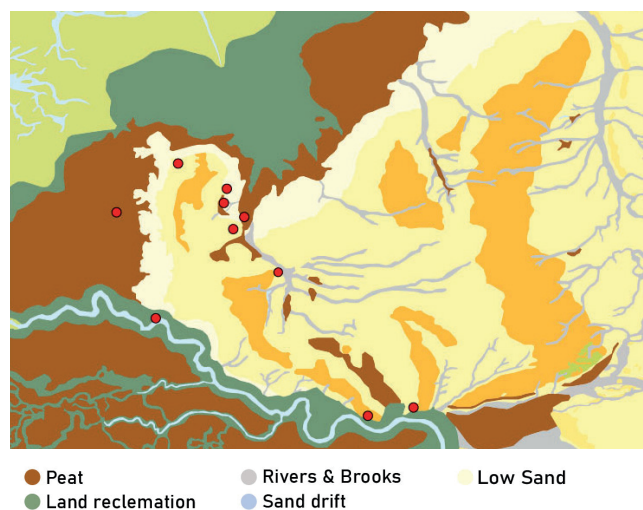 Peat
Rivers & Brooks
Low Sand
Land reclemation
Sand drift